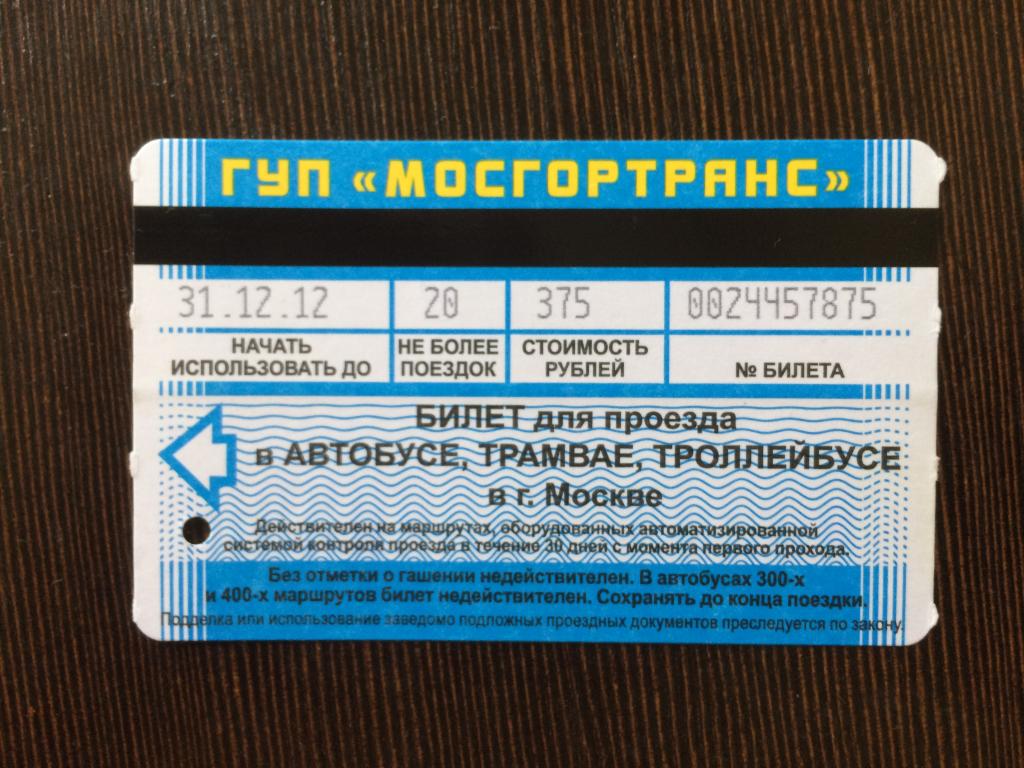 ГУП «МОСГОРТРАНС»
31.12.12 20 375 0024457875
НАЧАТЬ ИСПОЛЬЗОВАТЬ ДО
НЕ БОЛЕЕ ПОЕЗДОК
СТОИМОСТЬ РУБЛЕЙ
№ БИЛЕТА
БИЛЕТ для проезда
в АВТОБУСЕ, ТРАМВАЕ, ТРОЛЛЕЙБУСЕ
в г. Москве
Действителен на маршрутах, оборудованных автоматизированной
системой контроля проезда в течение 30 дней с момента первого прохода.
Без отметки о гашении недействителен. В автобусах 300-х
и 400-х маршрутов билет недействителен. Сохранять до конца поездки.
Подделка или использование заведомо подложных проездных документов преследуется по закону.